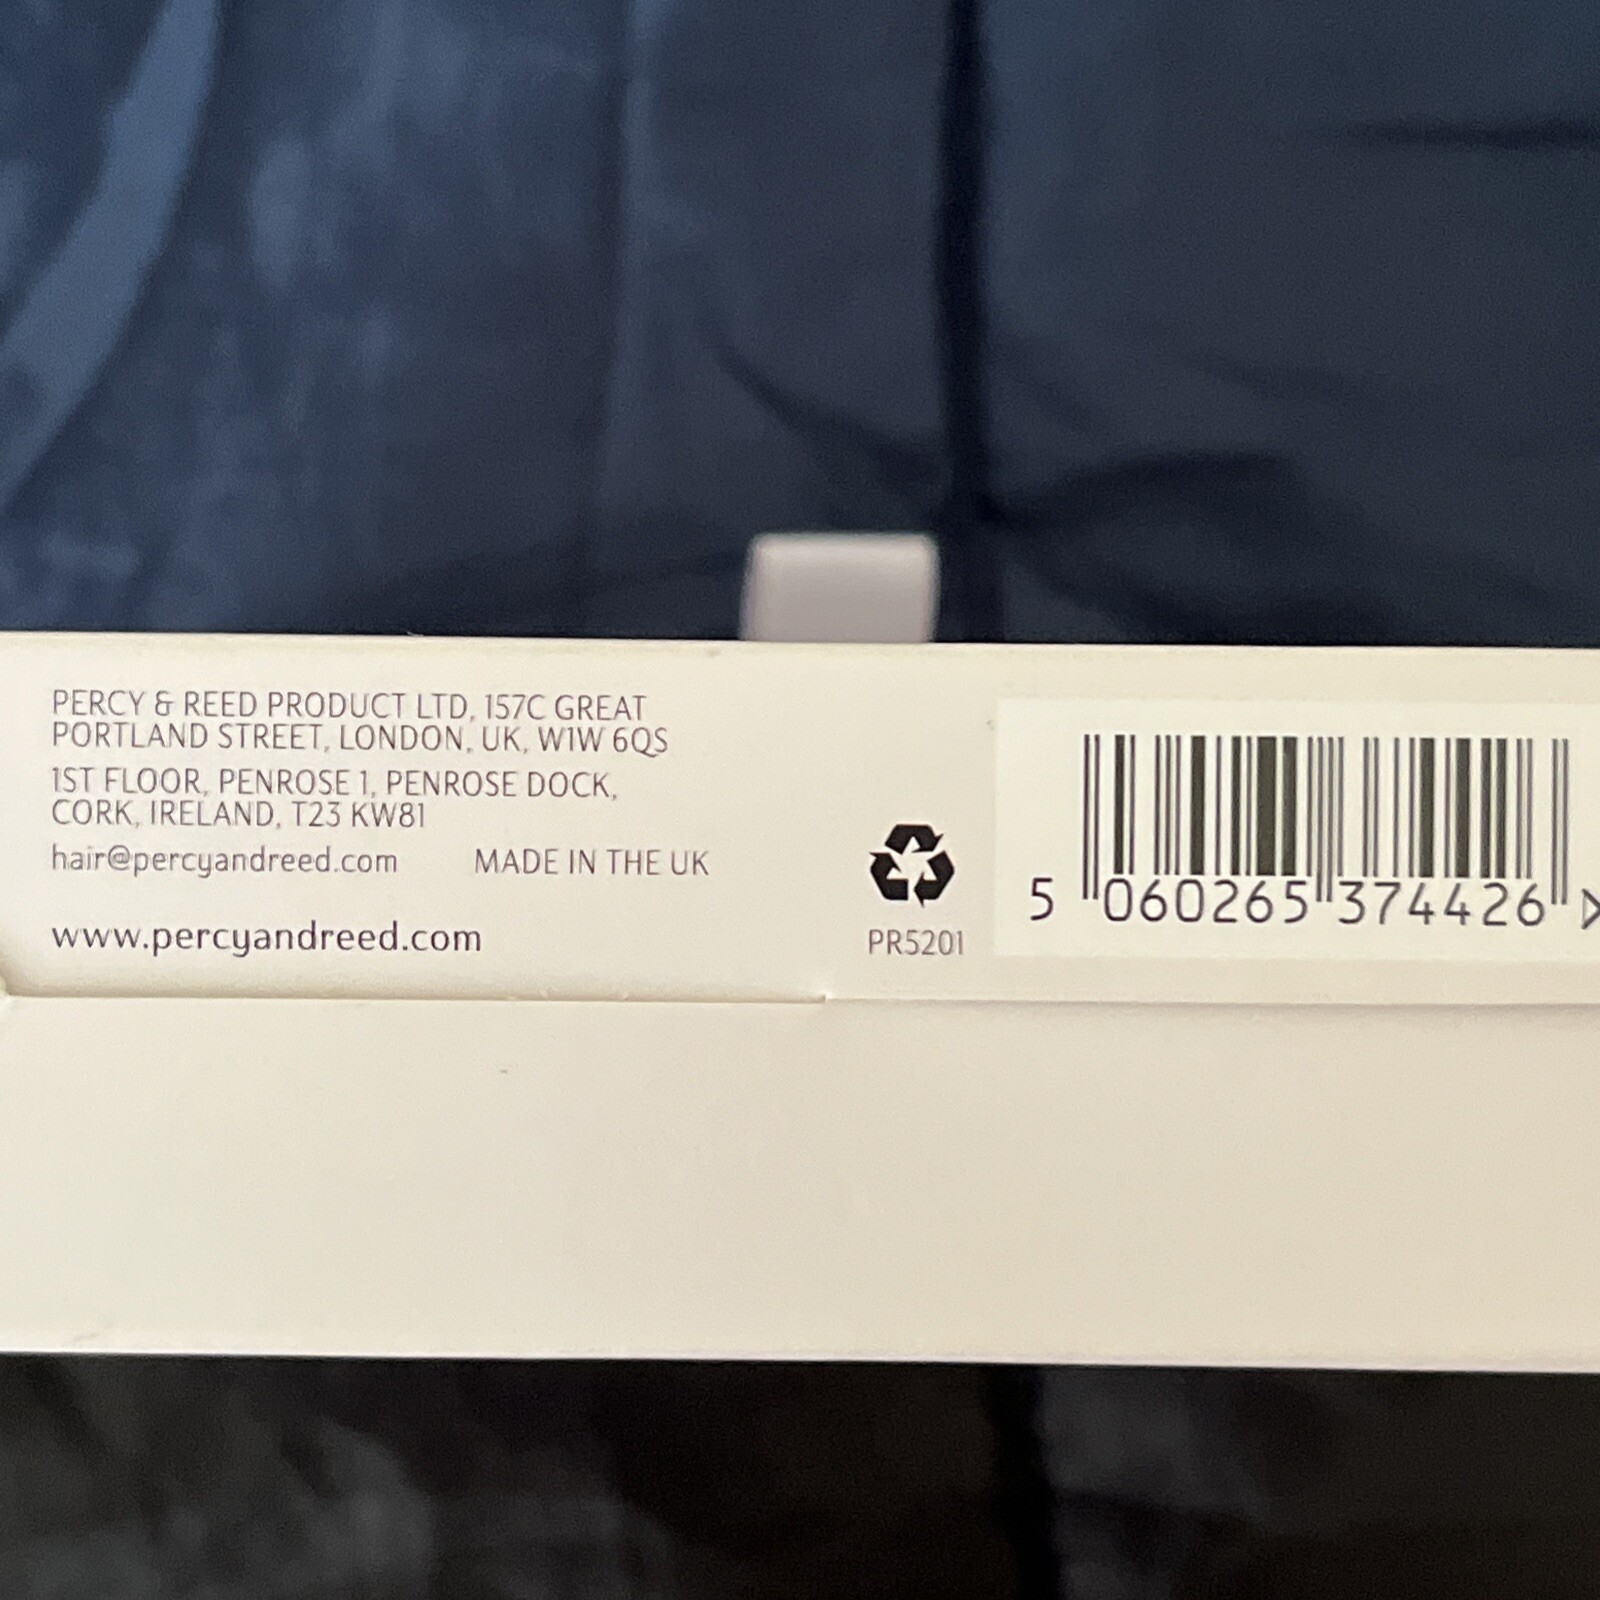 PERCY & REED PRODUCT LTD, 157C GREAT
PORTLAND STREET, LONDON, UK, W1W 6QS
1ST FLOOR, PENROSE 1, PENROSE DOCK,
CORK, IRELAND, T23 KW81
hair@percyandreed.com MADE IN THE UK
www.percyandreed.com
PR5201
5 060265 374426 >